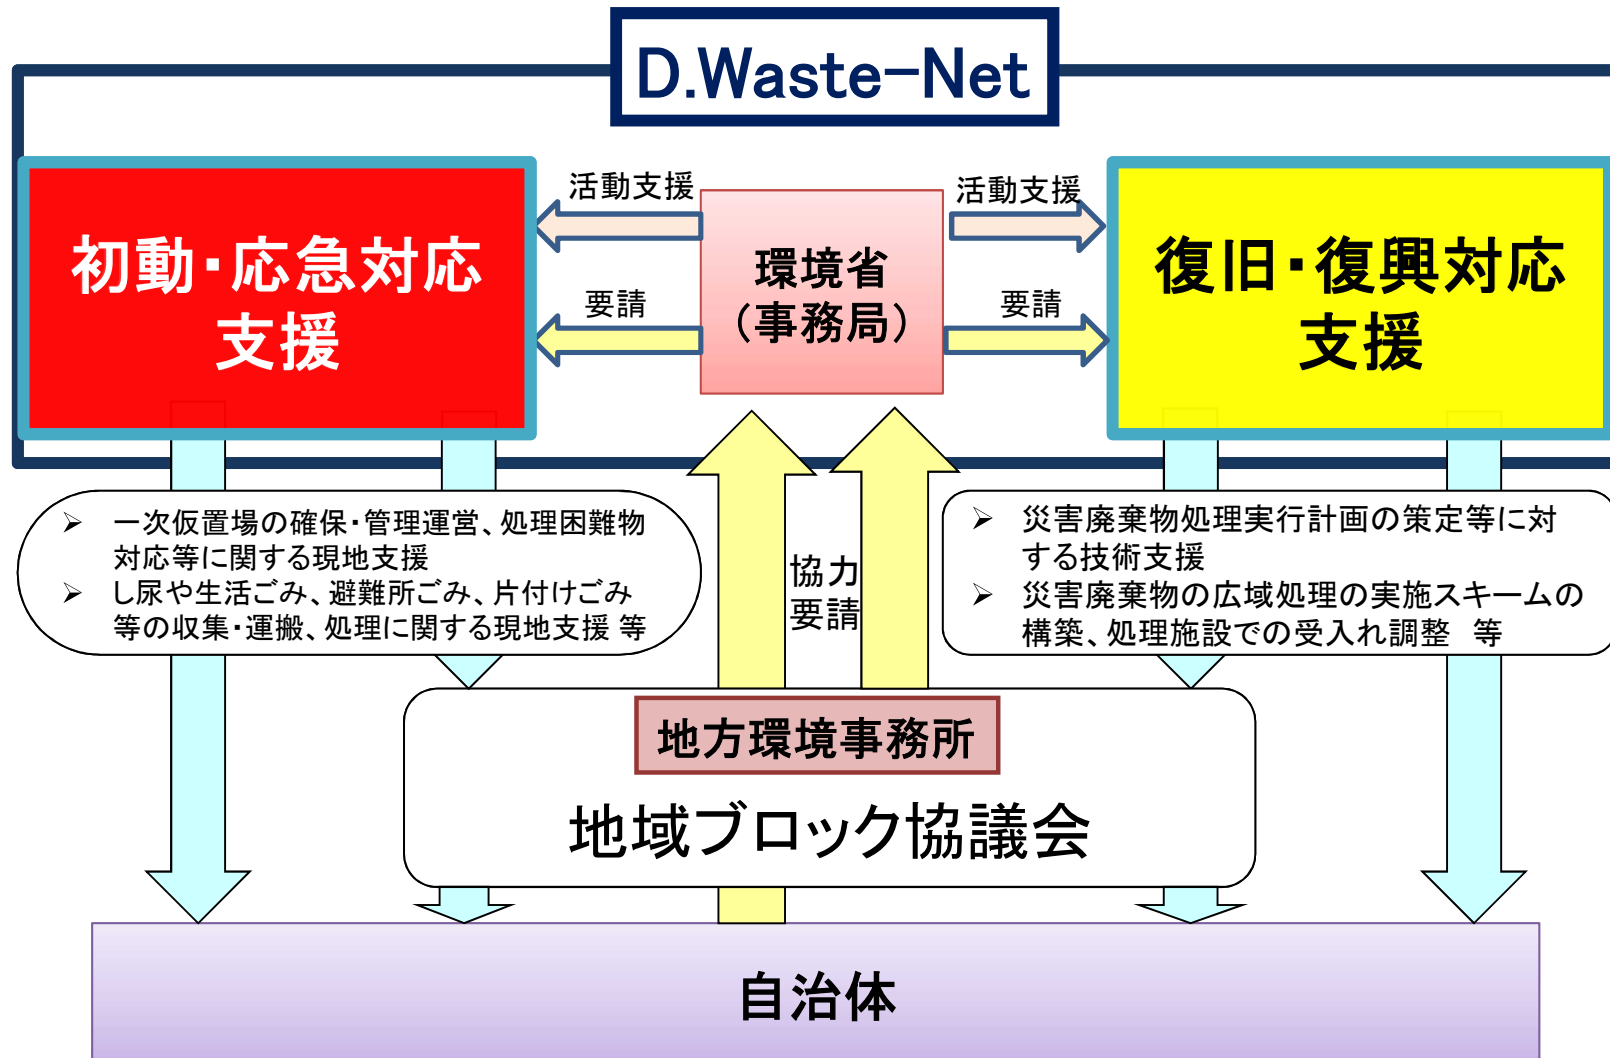 D.Waste-Net
活動支援
活動支援
初動・応急対応
支援
環境省
（事務局）
復旧・復興対応
支援
要請
要請
➢ 一次仮置場の確保・管理運営、処理困難物
対応等に関する現地支援
➢ し尿や生活ごみ、避難所ごみ、片付けごみ
等の収集・運搬、処理に関する現地支援 等
協力
要請
➢ 災害廃棄物処理実行計画の策定等に対
する技術支援
➢ 災害廃棄物の広域処理の実施スキームの
構築、処理施設での受入れ調整　等
地方環境事務所
地域ブロック協議会
自治体